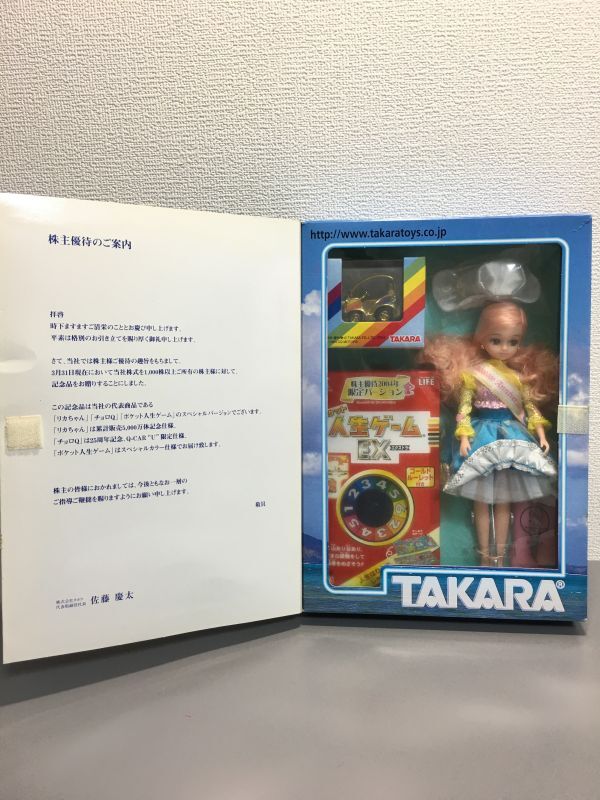 株主優待のご案内
拝啓
時下ますますご清栄のこととお慶び申し上げます。
平素は格別のお引き立てを賜り厚く御礼申し上げます。
さて、当社では株主様ご優待の趣旨をもちまして、
3月31日現在において当社株式を1,000株以上ご所有の株主様に対して、
記念品をお贈りすることにしました。
この記念品は当社の代表商品である
「リカちゃん」「チョロQ」「ポケット人生ゲーム」のスペシャルバージョンでございます。
「リカちゃん」は累計販売5,000万体記念仕様、
「チョロQ」は25周年記念、Q-CAR "U" 限定仕様、
「ポケット人生ゲーム」はスペシャルカラー仕様でお届け致します。
株主の皆様におかれましては、今後ともなお一層の
ご指導ご鞭撻を賜りますようにお願い申し上げます。
敬具
株式会社タカラ
代表取締役社長
佐藤 慶太
http://www.takaratoys.co.jp
TAKARA
株主優待2004年
限定バージョン
LIFE
人生ゲーム
EX
ゴールド
ルーレット
付き
TAKARA®